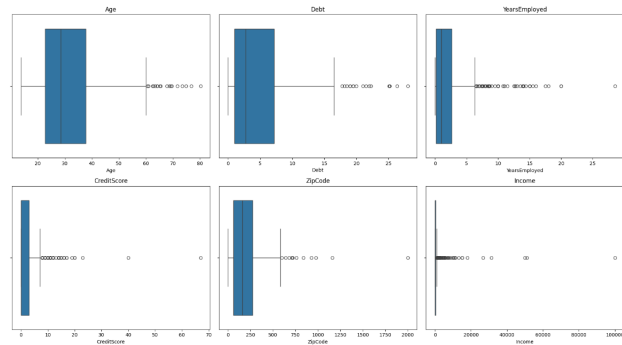 Age
Debt
YearsEmployed
20 30 40 50 60 70 80
0 5 10 15 20 25
0 5 10 15 20 25
Age
Debt
YearsEmployed
CreditScore
ZipCode
Income
0 10 20 30 40 50 60 70
0 250 500 750 1000 1250 1500 1750 2000
0 20000 40000 60000 80000 100000
CreditScore
ZipCode
Income